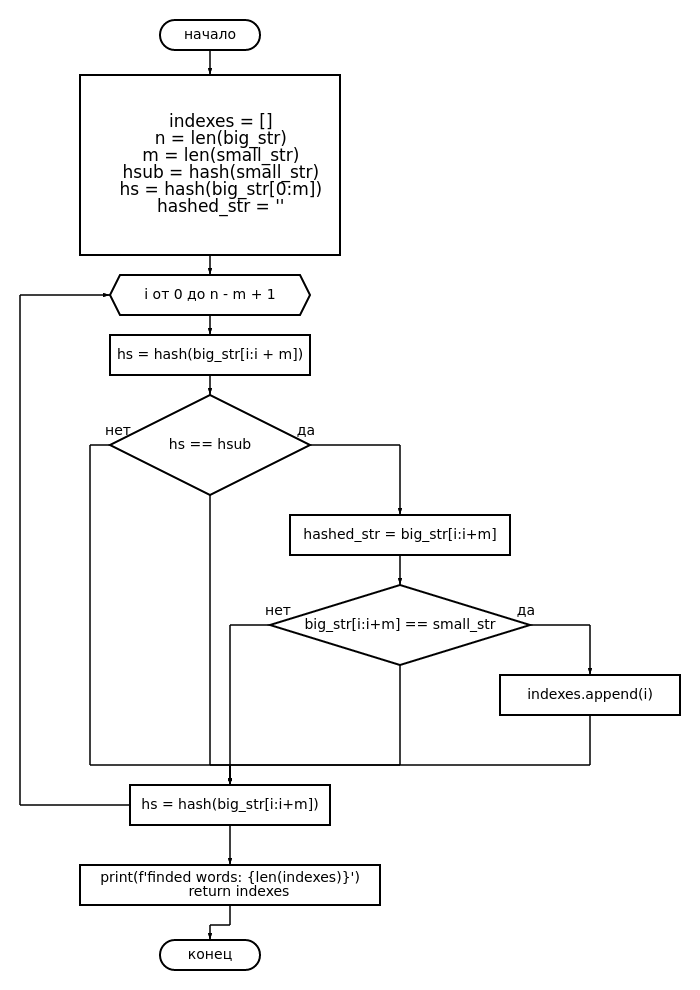 начало
indexes = []
n = len(big_str)
m = len(small_str)
hsub = hash(small_str)
hs = hash(big_str[0:m])
hashed_str = ''
i от 0 до n - m + 1
hs = hash(big_str[i:i + m])
нет
да
hs == hsub
hashed_str = big_str[i:i+m]
нет
да
big_str[i:i+m] == small_str
indexes.append(i)
hs = hash(big_str[i:i+m])
print(f'finded words: {len(indexes)}')
return indexes
конец